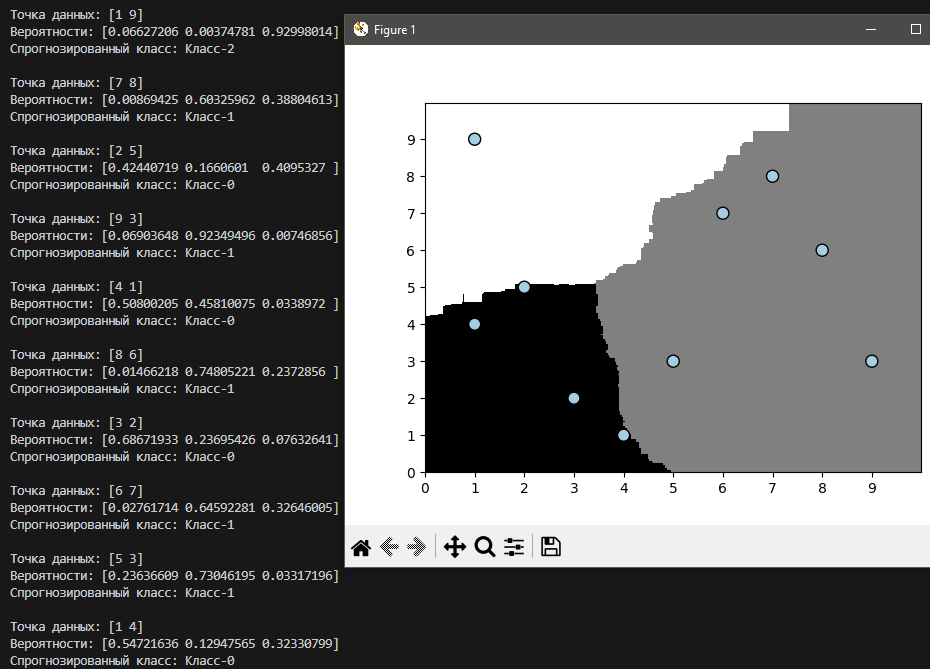 Точка данных: [1 9]
Вероятности: [0.06627206 0.00374781 0.92998014]
Спрогнозированный класс: Класс-2
Точка данных: [7 8]
Вероятности: [0.00869425 0.60325962 0.38804613]
Спрогнозированный класс: Класс-1
Точка данных: [2 5]
Вероятности: [0.42440719 0.1660601  0.4095327 ]
Спрогнозированный класс: Класс-0
Точка данных: [9 3]
Вероятности: [0.06903648 0.92349496 0.00746856]
Спрогнозированный класс: Класс-1
Точка данных: [4 1]
Вероятности: [0.50800205 0.45810075 0.0338972 ]
Спрогнозированный класс: Класс-0
Точка данных: [8 6]
Вероятности: [0.01466218 0.74805221 0.2372856 ]
Спрогнозированный класс: Класс-1
Точка данных: [3 2]
Вероятности: [0.68671933 0.23695426 0.07632641]
Спрогнозированный класс: Класс-0
Точка данных: [6 7]
Вероятности: [0.02761714 0.64592281 0.32646005]
Спрогнозированный класс: Класс-1
Точка данных: [5 3]
Вероятности: [0.23636609 0.73046195 0.03317196]
Спрогнозированный класс: Класс-1
Точка данных: [1 4]
Вероятности: [0.54721636 0.12947565 0.32330799]
Спрогнозированный класс: Класс-0
Figure 1
9
8
7
6
5
4
3
2
1
0
0 1 2 3 4 5 6 7 8 9